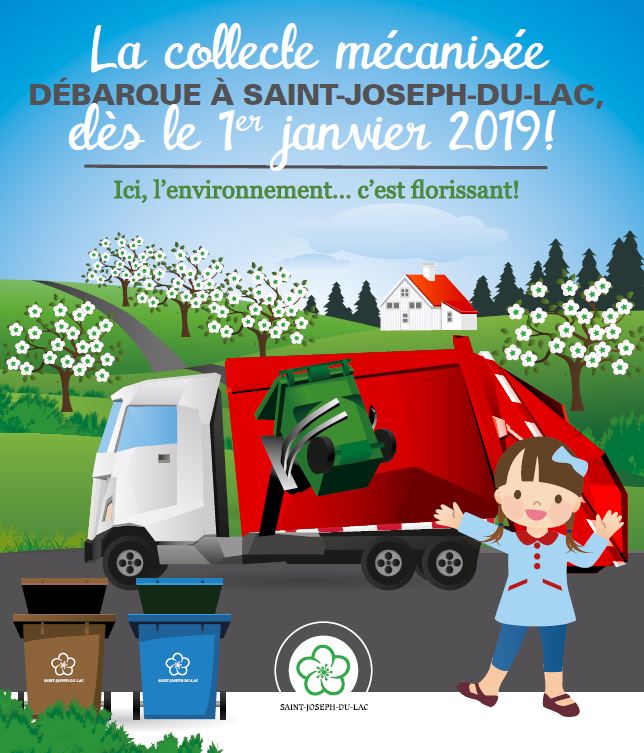 La collecte mécanisée
DÉBARQUE À SAINT-JOSEPH-DU-LAC,
dès le 1er janvier 2019!
Ici, l'environnement... c'est florissant!
SAINT-JOSEPH-DU-LAC
SAINT-JOSEPH-DU-LAC
SAINT-JOSEPH-DU-LAC